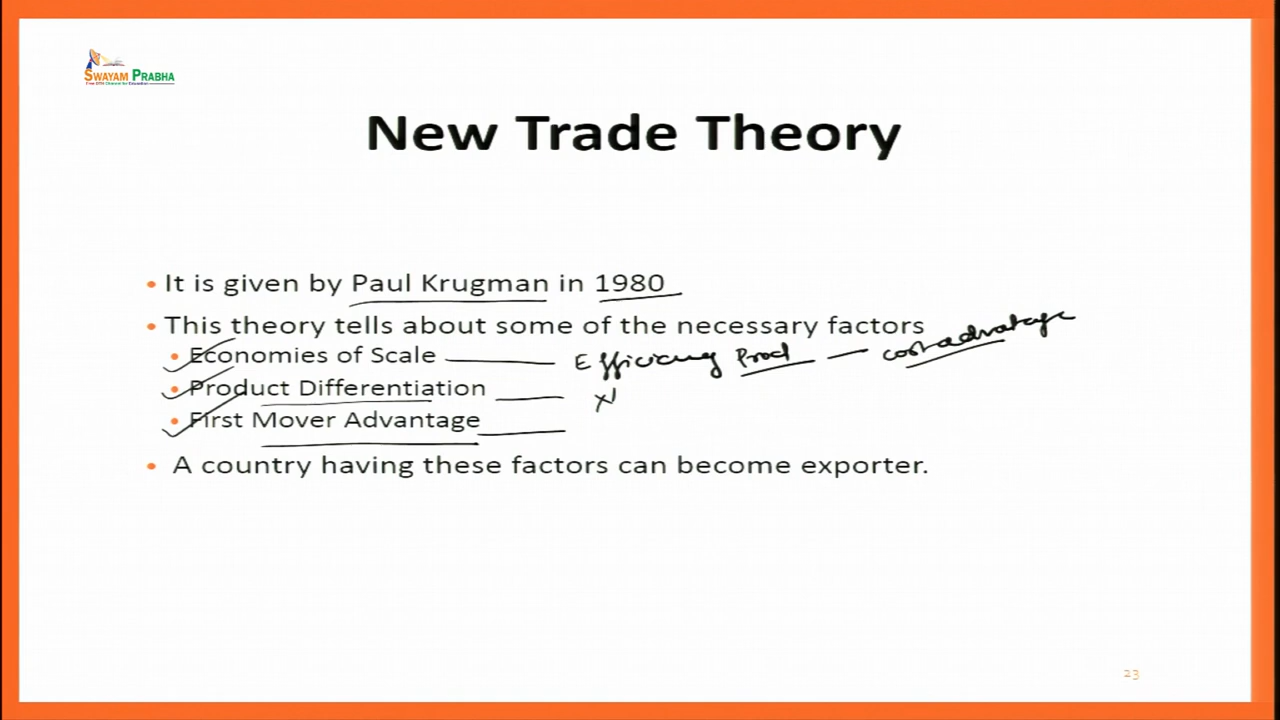 SWAYAM PRABHA
New Trade Theory
• It is given by Paul Krugman in 1980
• This theory tells about some of the necessary factors
• Economies of Scale Efficiency Prod — cost advantage
• Product Differentiation
• First Mover Advantage
• A country having these factors can become exporter.
23